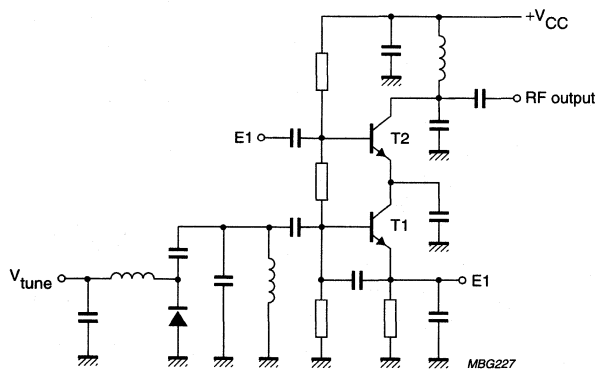 +VCC
RF output
E1
T2
T1
Vtune
E1
MBG227